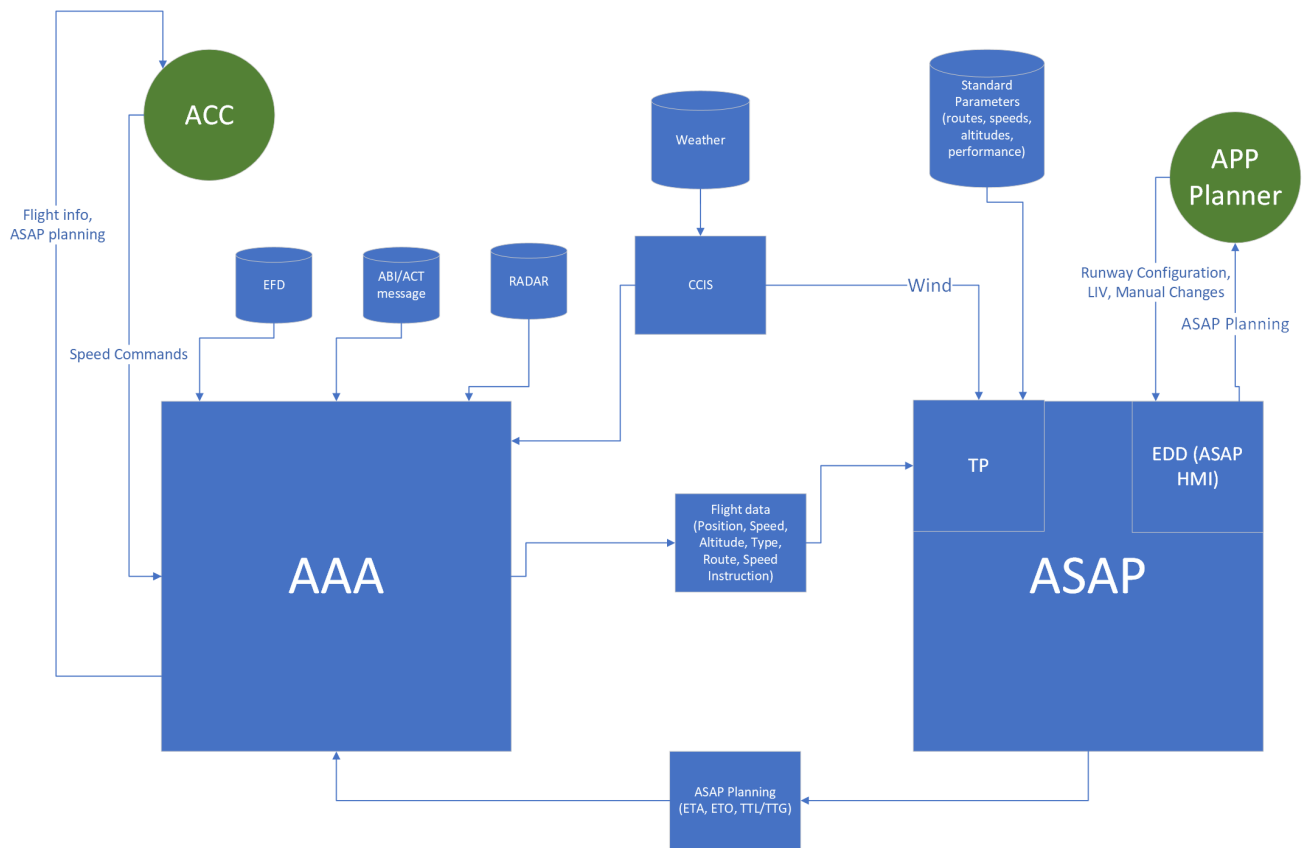 ACC
Weather
Standard
Parameters
(routes, speeds,
altitudes,
performance)
APP
Planner
Flight info,
ASAP planning
EFD
ABI/ACT
message
RADAR
CCIS
Wind
Runway Configuration,
LIV, Manual Changes
ASAP Planning
Speed Commands
TP
EDD (ASAP
HMI)
Flight data
(Position, Speed,
Altitude, Type,
Route, Speed
Instruction)
AAA
ASAP
ASAP Planning
(ETA, ETO, TTL/TTG)